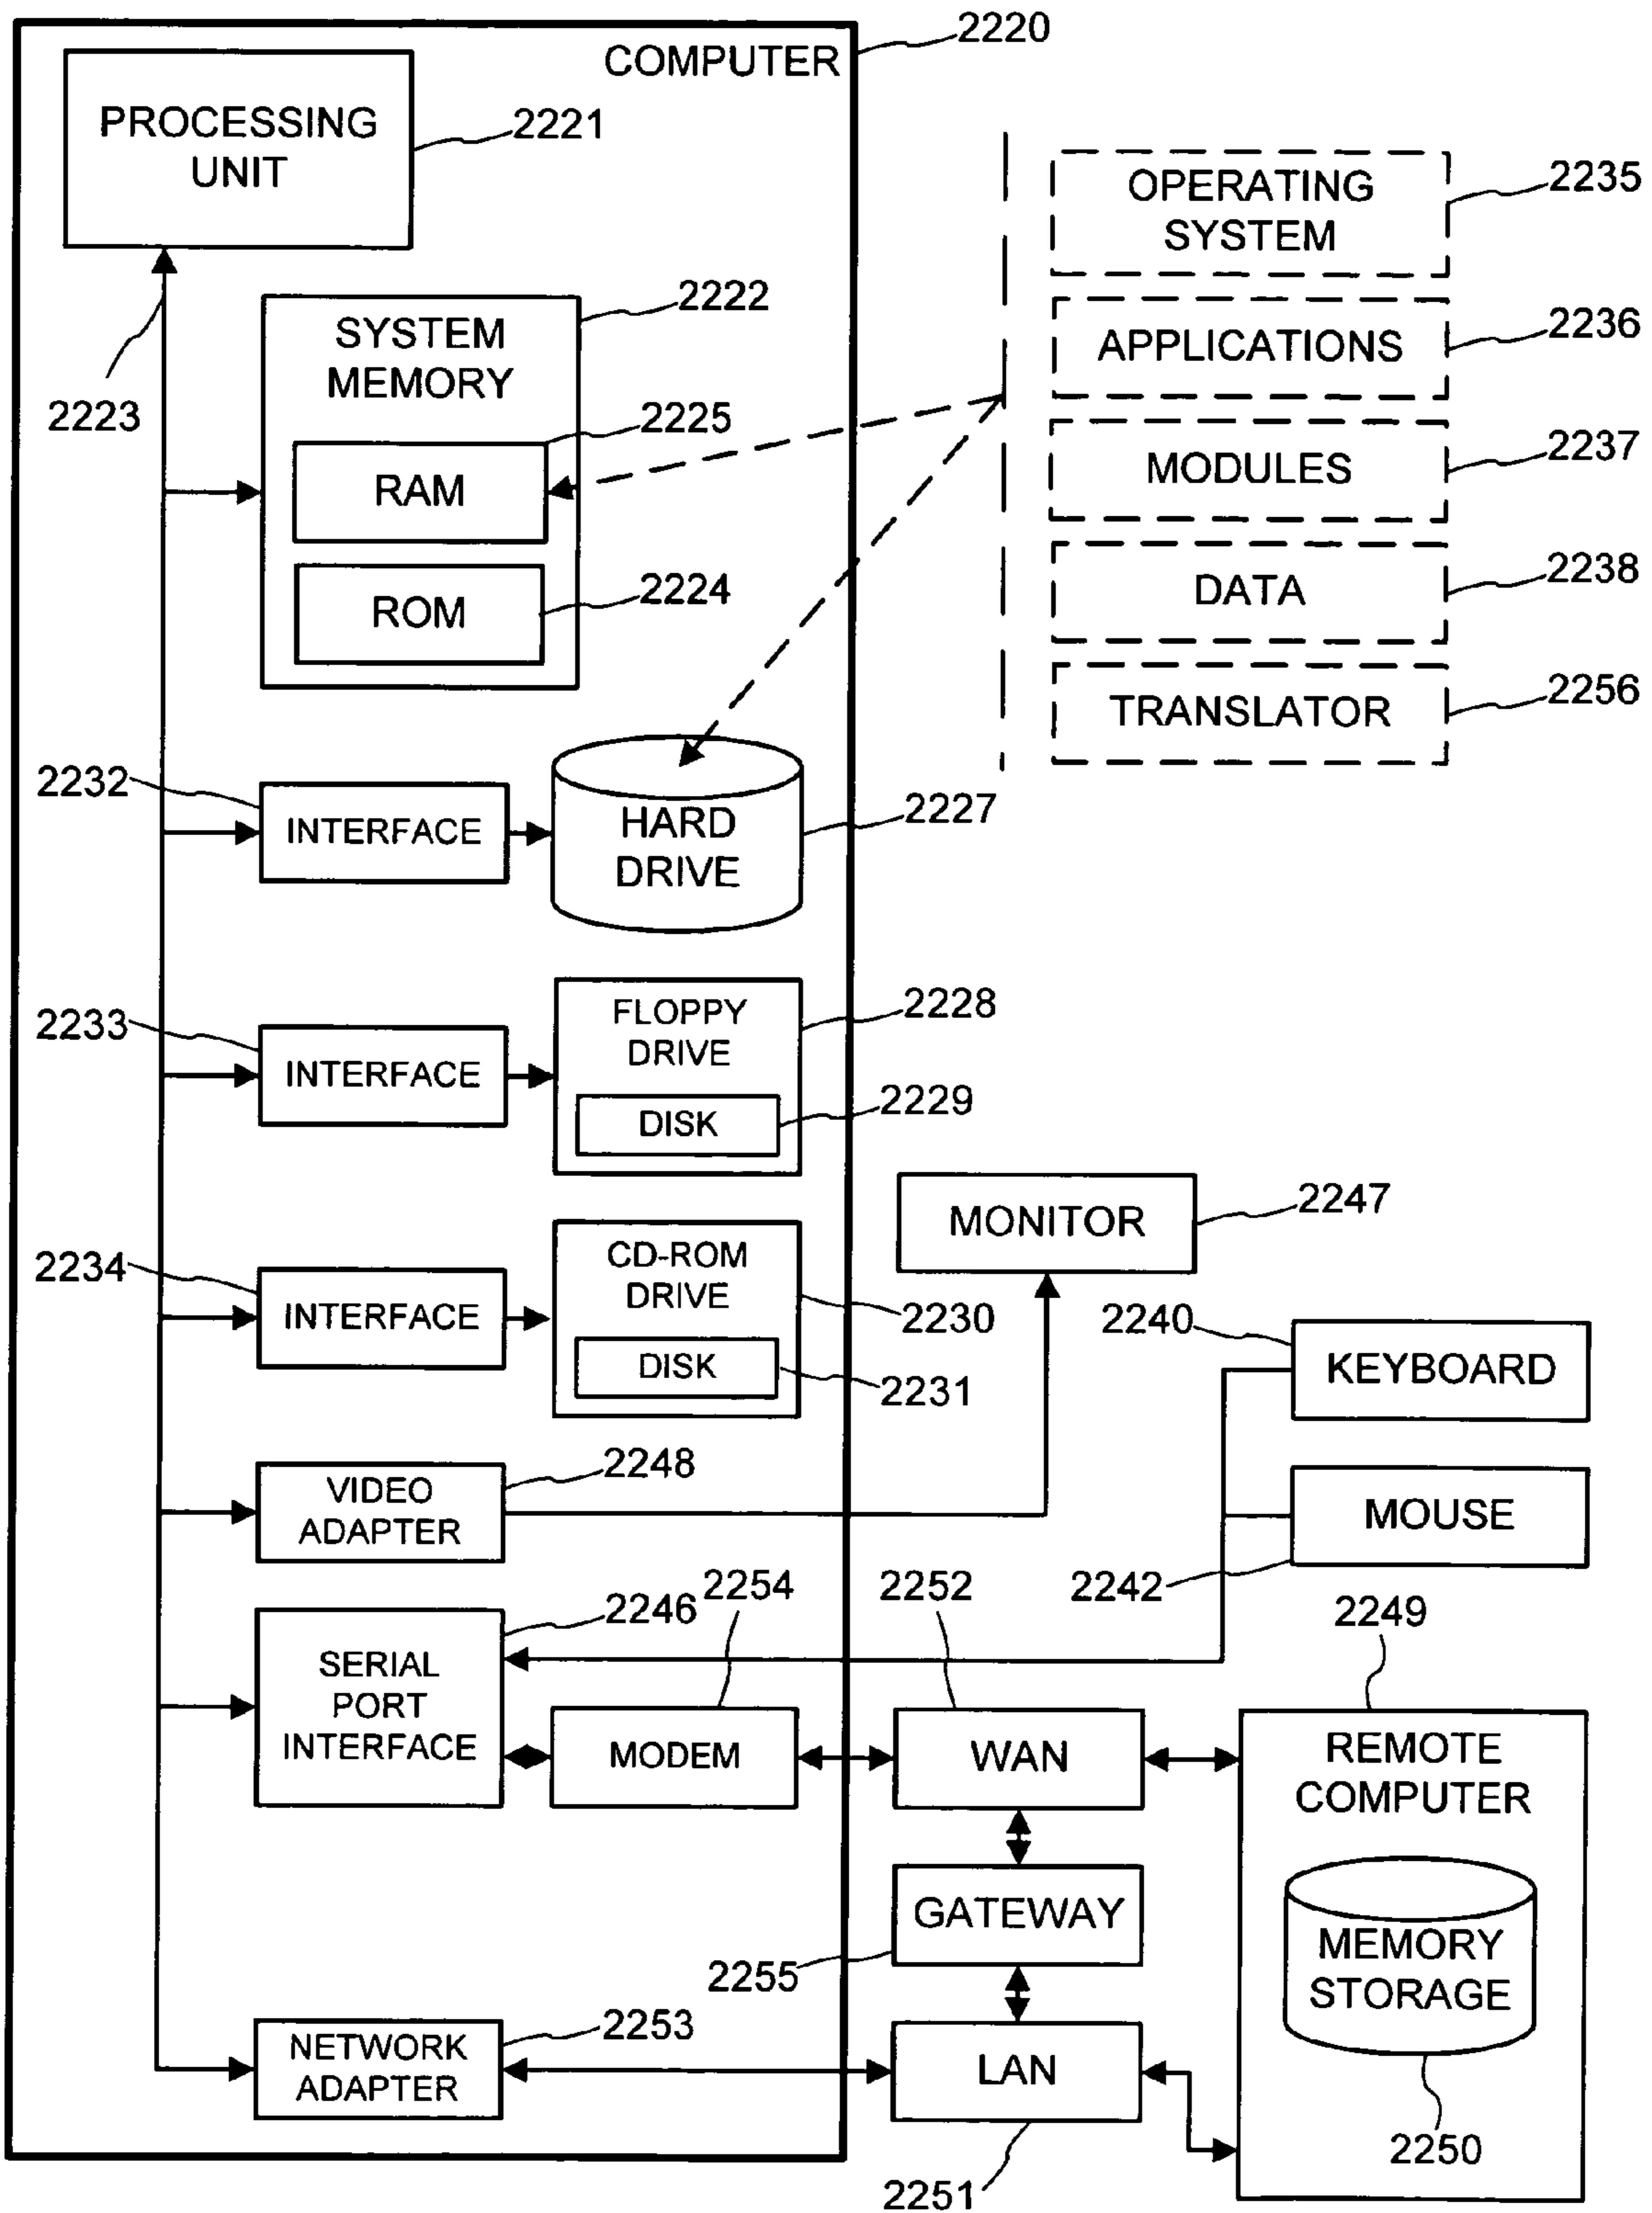 2220
COMPUTER
PROCESSING
UNIT
2221
2223
SYSTEM
MEMORY
2222
2225
RAM
2224
ROM
OPERATING
SYSTEM
2235
APPLICATIONS
2236
MODULES
2237
DATA
2238
TRANSLATOR
2256
2232
INTERFACE
HARD
DRIVE
2227
2233
INTERFACE
FLOPPY
DRIVE
2228
DISK
2229
2234
INTERFACE
CD-ROM
DRIVE
2230
DISK
2231
MONITOR
2247
2240
KEYBOARD
MOUSE
2242
VIDEO
ADAPTER
2248
2246
SERIAL
PORT
INTERFACE
2254
MODEM
2252
WAN
2249
REMOTE
COMPUTER
MEMORY
STORAGE
2250
GATEWAY
2255
2253
NETWORK
ADAPTER
LAN
2251